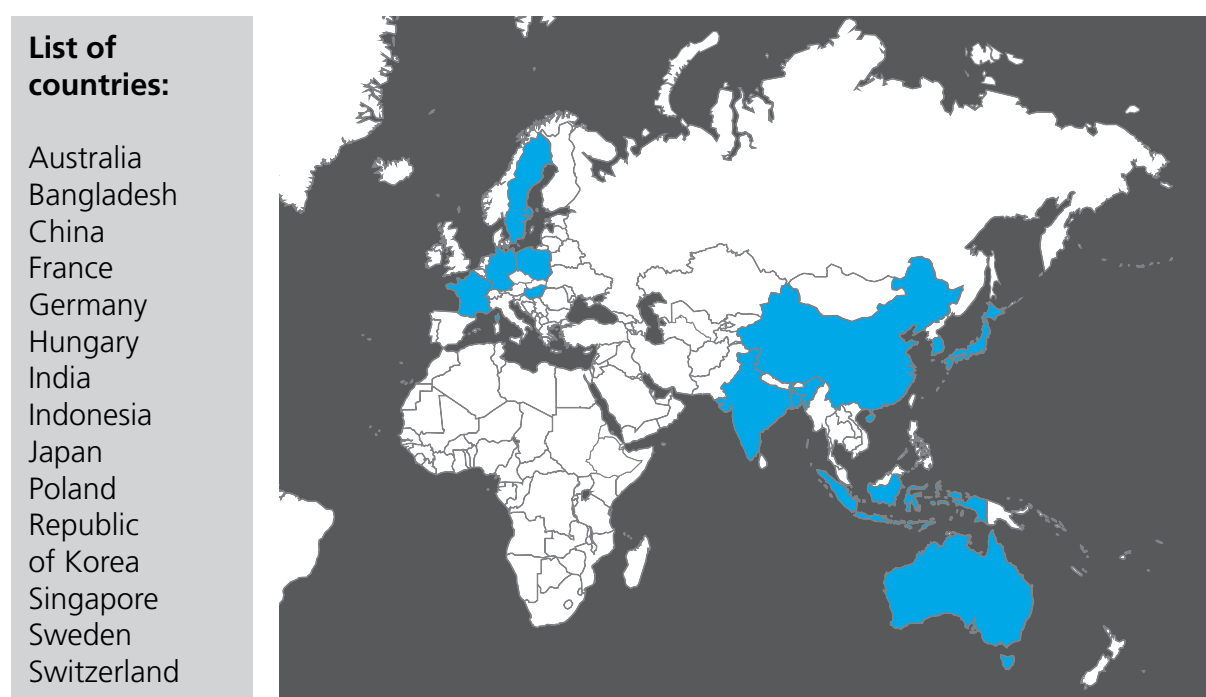 List of
countries:
Australia
Bangladesh
China
France
Germany
Hungary
India
Indonesia
Japan
Poland
Republic
of Korea
Singapore
Sweden
Switzerland